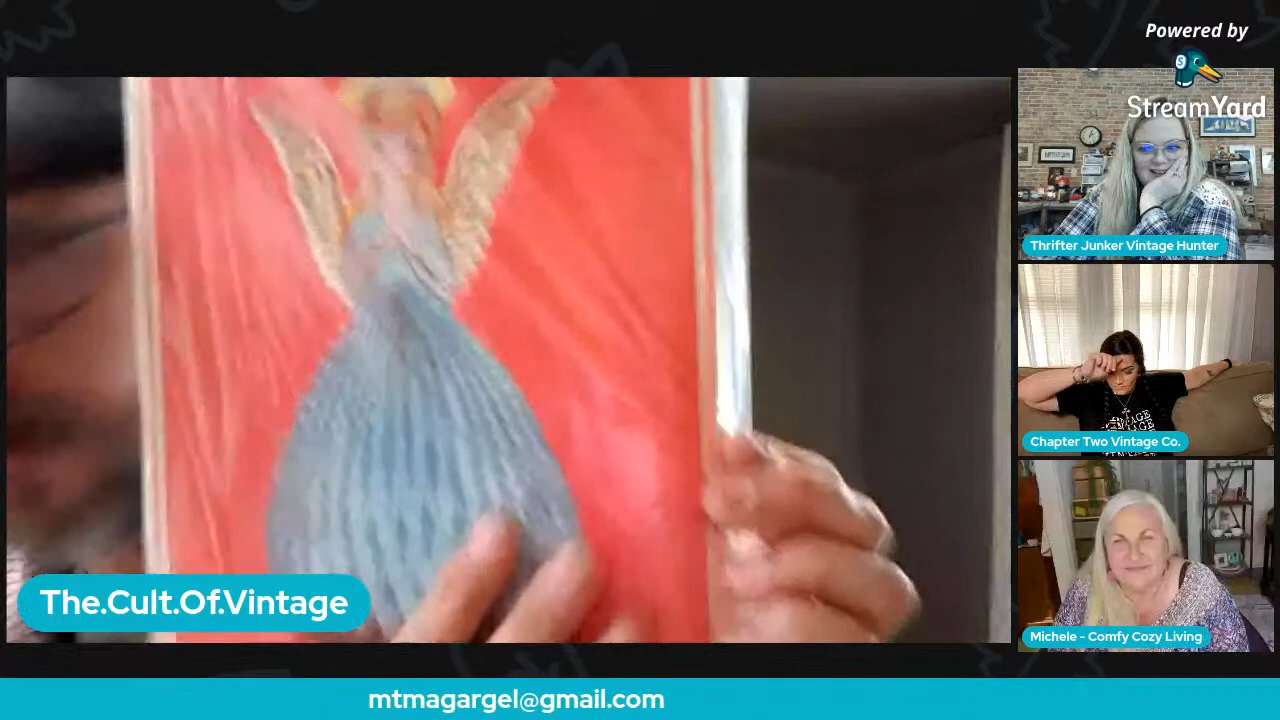 Powered by
StreamYard
Thrifter Junker Vintage Hunter
Chapter Two Vintage Co.
The.Cult.Of.Vintage
Michele - Comfy Cozy Living
mtmagargel@gmail.com